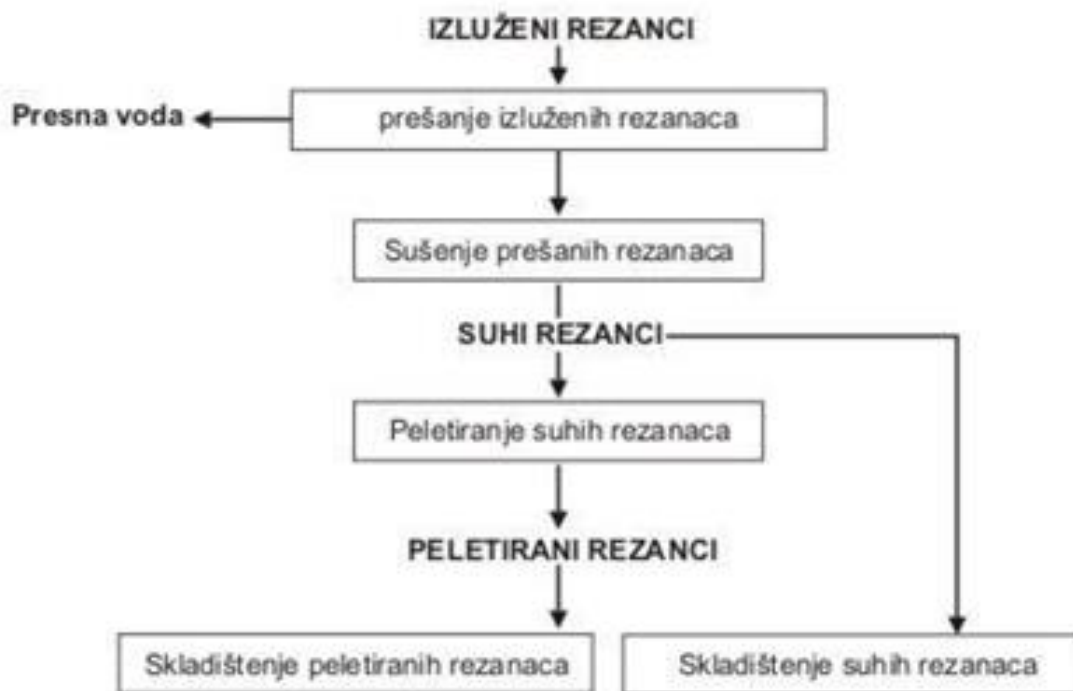 IZLUŽENI REZANCI
Presna voda
prešanje izluženih rezanaca
Sušenje prešanih rezanaca
SUHI REZANCI
Peletiranje suhih rezanaca
PELETIRANI REZANCI
Skladištenje peletiranih rezanaca
Skladištenje suhih rezanaca